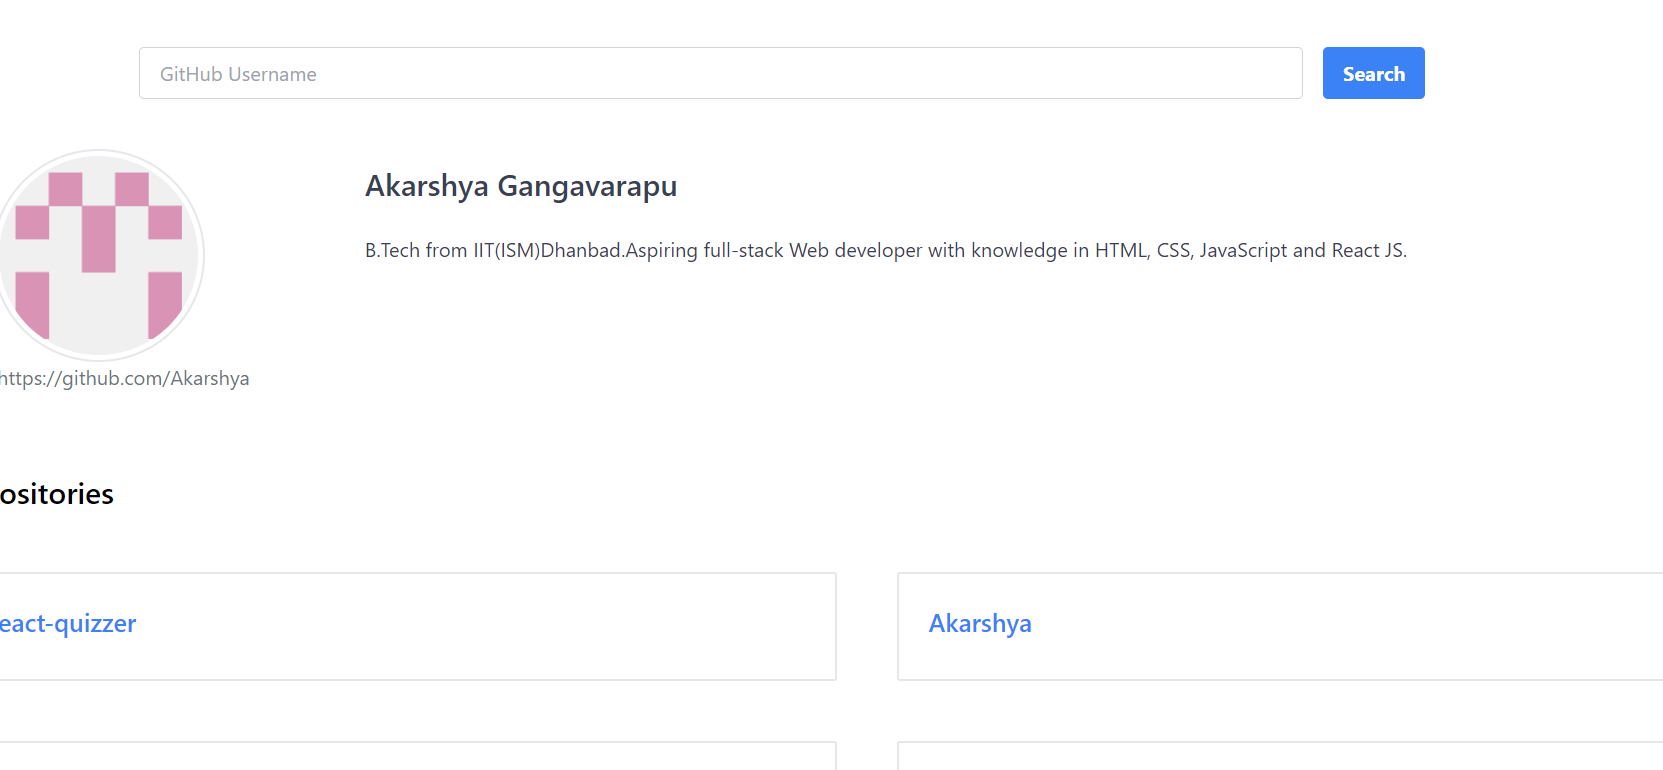 GitHub Username
Search
Akarshya Gangavarapu
B.Tech from IIT(ISM)Dhanbad.Aspiring full-stack Web developer with knowledge in HTML, CSS, JavaScript and React JS.
https://github.com/Akarshya
ositories
eact-quizzer
Akarshya